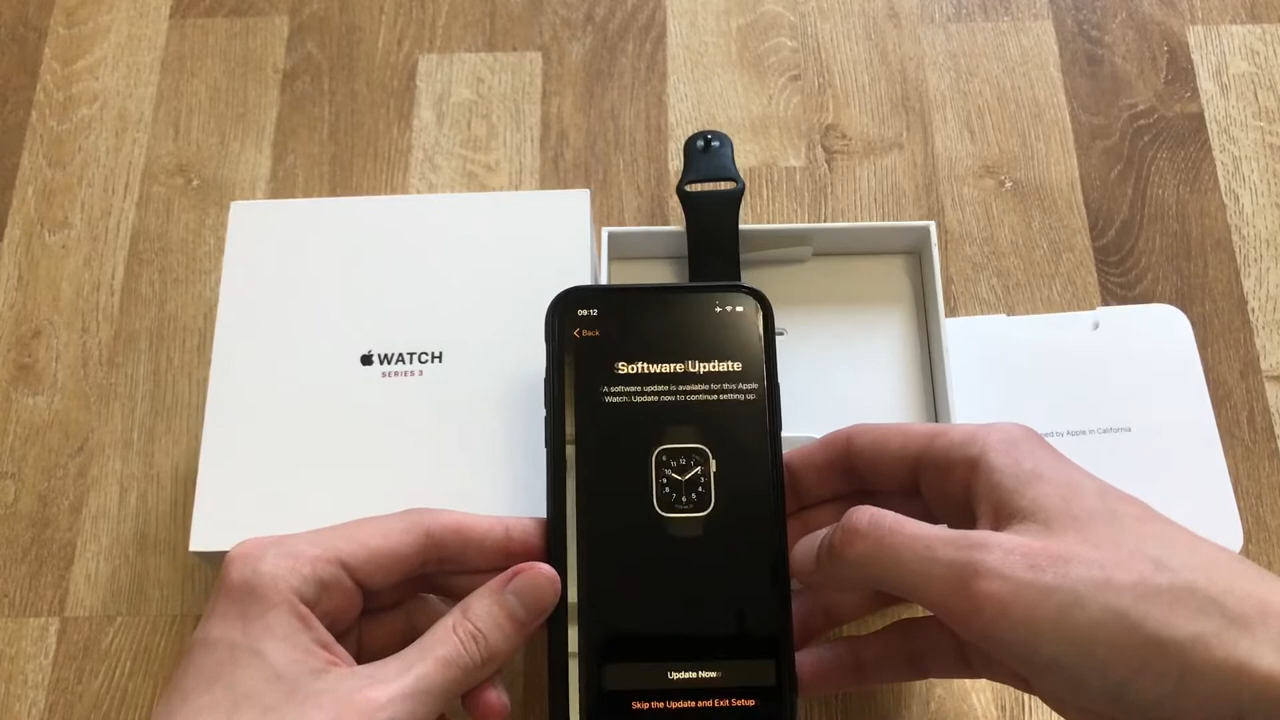 WATCH
SERIES 3
09:12
Back
Software Update
A software update is available for this Apple
Watch. Update now to continue setting up.
12
Update Now
Skip the Update and Exit Setup
by Apple in California